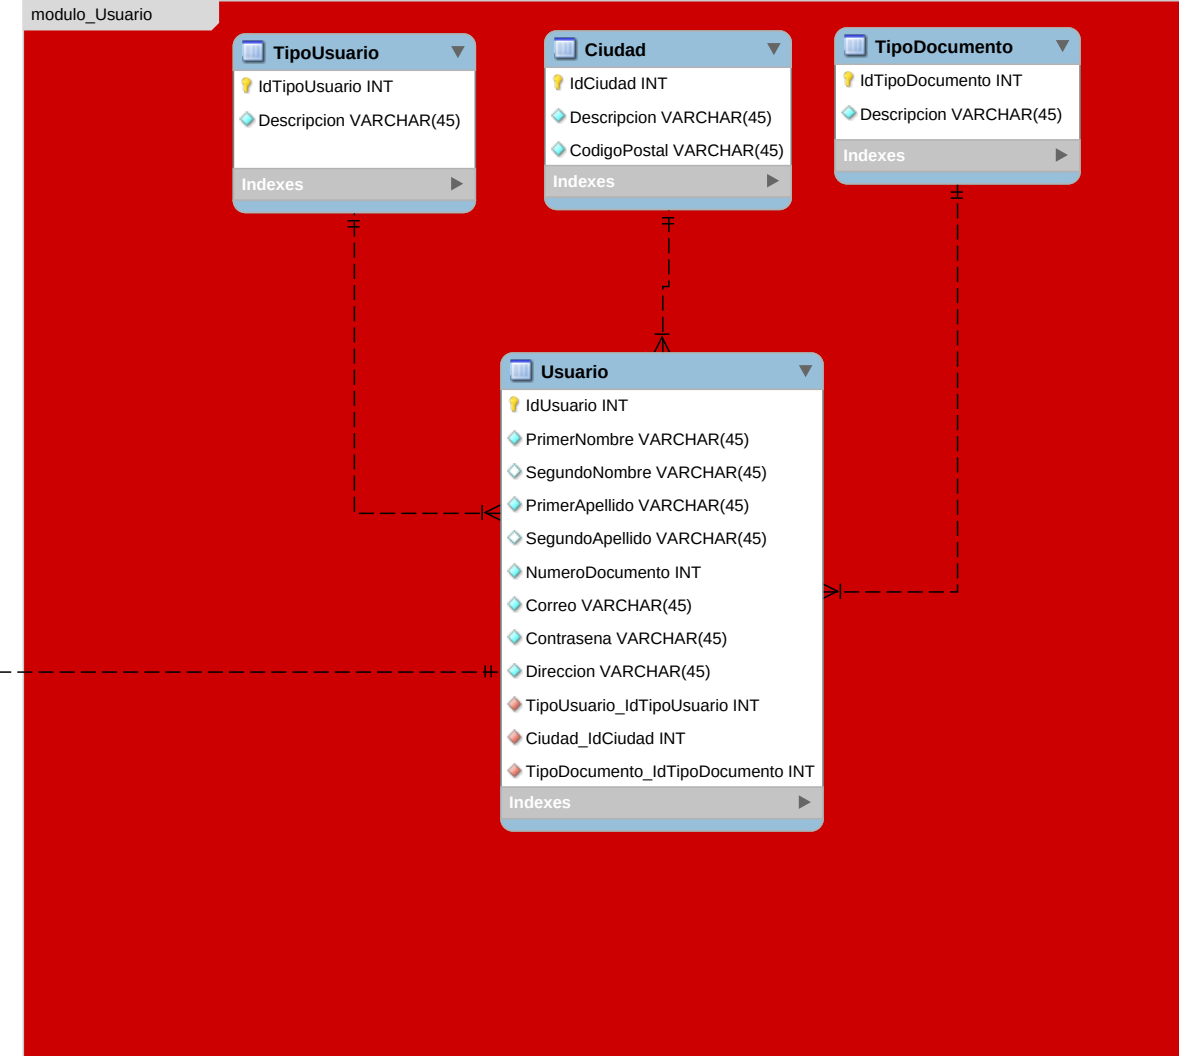 modulo_Usuario
TipoUsuario
IdTipoUsuario INT
Descripcion VARCHAR(45)
Indexes
Ciudad
IdCiudad INT
Descripcion VARCHAR(45)
CodigoPostal VARCHAR(45)
Indexes
TipoDocumento
IdTipoDocumento INT
Descripcion VARCHAR(45)
Indexes
Usuario
IdUsuario INT
PrimerNombre VARCHAR(45)
SegundoNombre VARCHAR(45)
PrimerApellido VARCHAR(45)
SegundoApellido VARCHAR(45)
NumeroDocumento INT
Correo VARCHAR(45)
Contrasena VARCHAR(45)
Direccion VARCHAR(45)
TipoUsuario_IdTipoUsuario INT
Ciudad_IdCiudad INT
TipoDocumento_IdTipoDocumento INT
Indexes